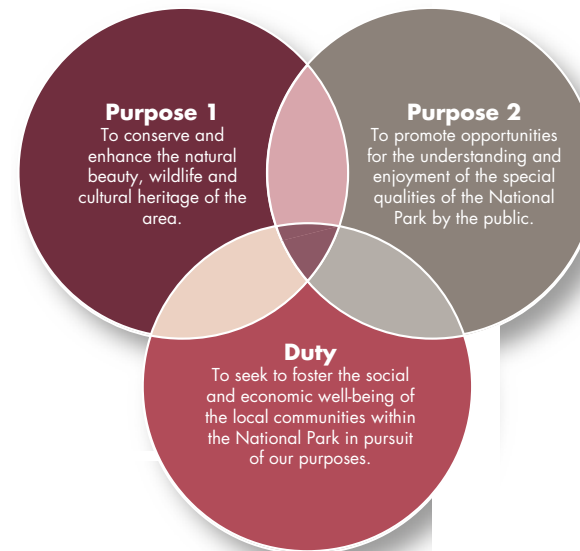 Purpose 1
To conserve and
enhance the natural
beauty, wildlife and
cultural heritage of the
area.
Purpose 2
To promote opportunities
for the understanding and
enjoyment of the special
qualities of the National
Park by the public.
Duty
To seek to foster the social
and economic well-being of
the local communities within
the National Park in pursuit
of our purposes.